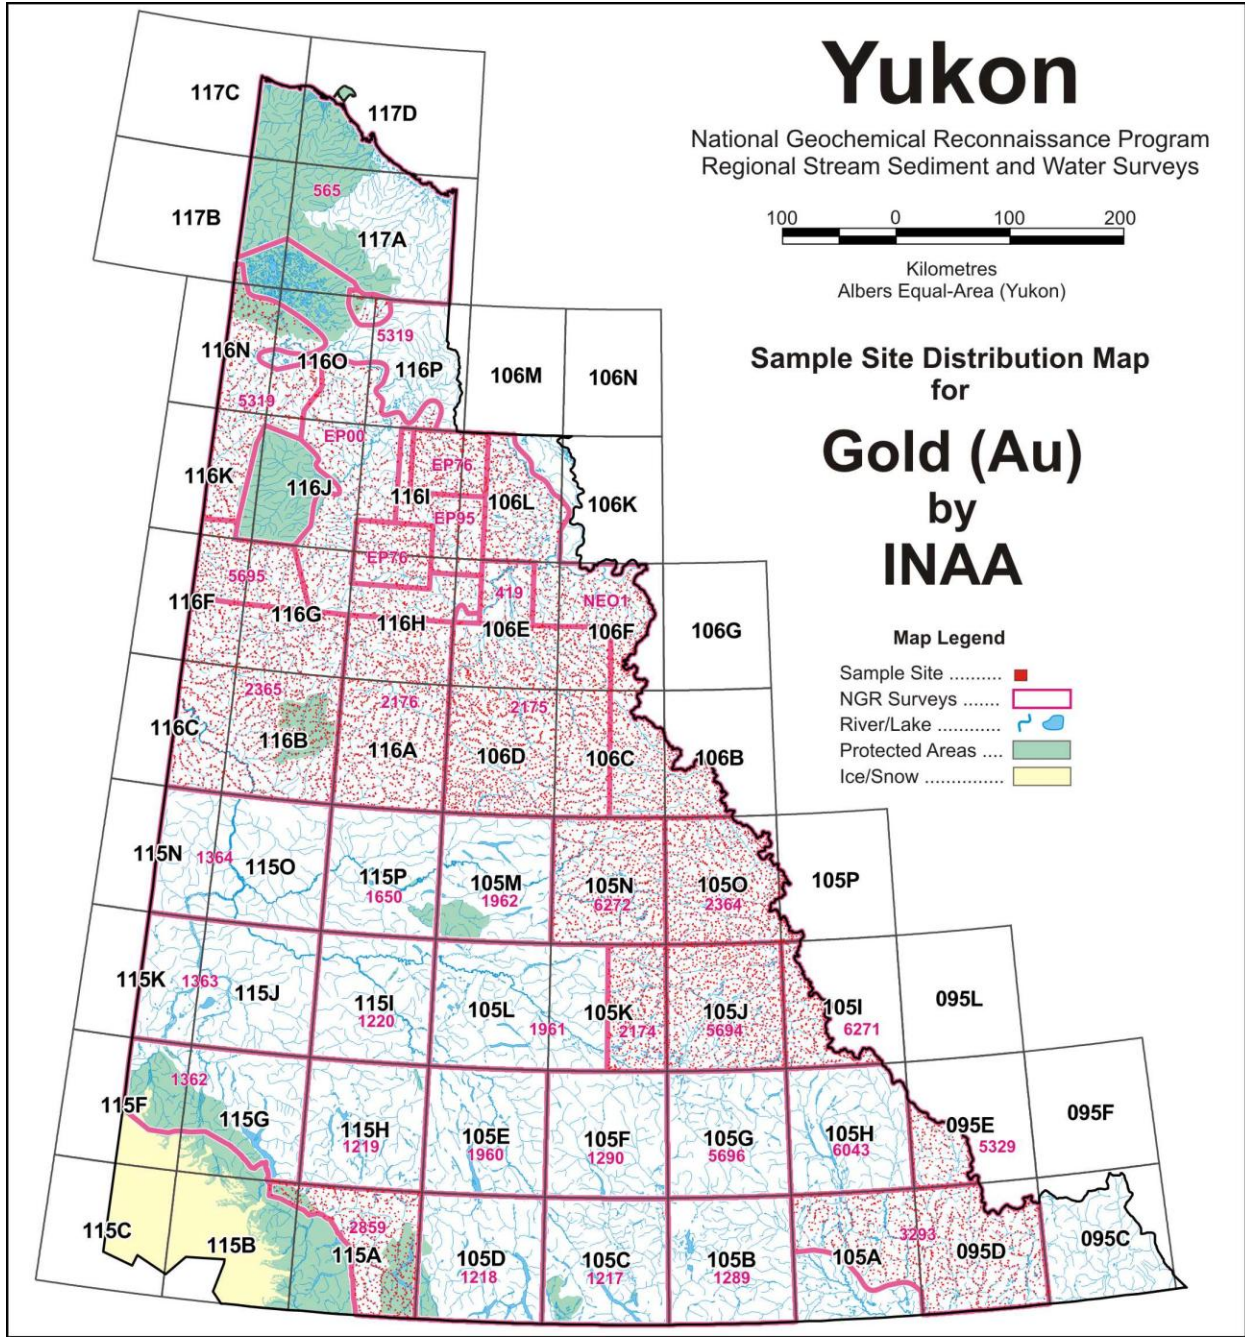 Yukon
National Geochemical Reconnaissance Program
Regional Stream Sediment and Water Surveys
100 0 100 200
Kilometres
Albers Equal-Area (Yukon)
Sample Site Distribution Map
for
Gold (Au)
by
INAA
Map Legend
Sample Site ..........
NGR Surveys .......
River/Lake ............
Protected Areas ....
Ice/Snow ...............
117C
117D
565
117B
117A
5319
116N
116O
116P
106M
106N
5319
EP00
EP76
116K
116J
116I
106L
106K
EP95
EP76
5695
419
NEO1
116F
116G
116H
106E
106F
106G
2365
2176
2175
116C
116B
116A
106D
106C
106B
115N
1364
115O
115P
1650
105M
1962
105N
6272
105O
2364
105P
115K
1363
115J
115I
1220
105L
1961
105K
2174
105J
5694
105I
6271
095L
1362
115F
115G
115H
1219
105E
1960
105F
1290
105G
5696
105H
6043
095E
5329
095F
115C
115B
2859
115A
105D
1218
105C
1217
105B
1289
105A
3293
095D
095C